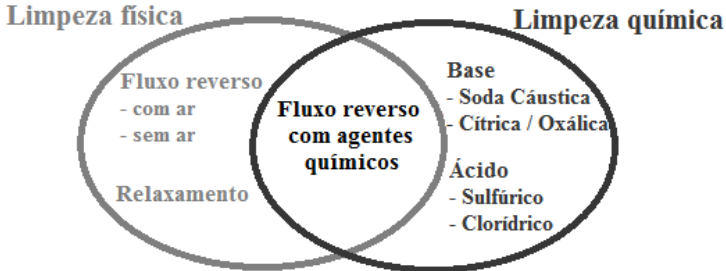 Limpeza física
Limpeza química
Fluxo reverso
- com ar
- sem ar
Relaxamento
Fluxo reverso
com agentes
químicos
Base
- Soda Cáustica
- Cítrica / Oxálica
Ácido
- Sulfúrico
- Clorídrico